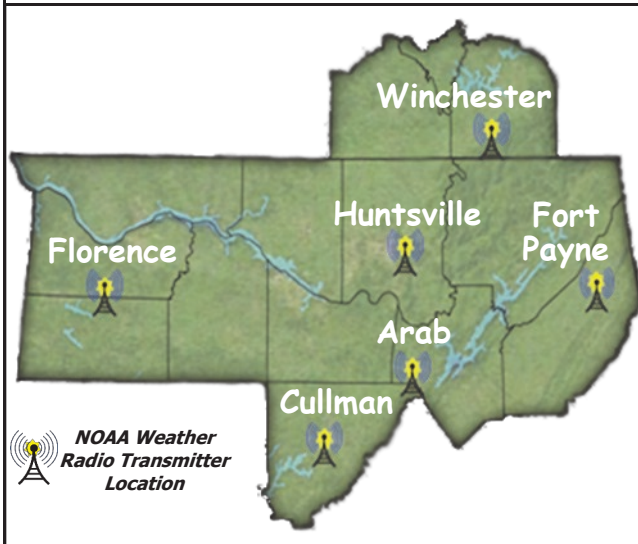 Winchester
Huntsville
Fort
Payne
Florence
Arab
Cullman
NOAA Weather
Radio Transmitter
Location